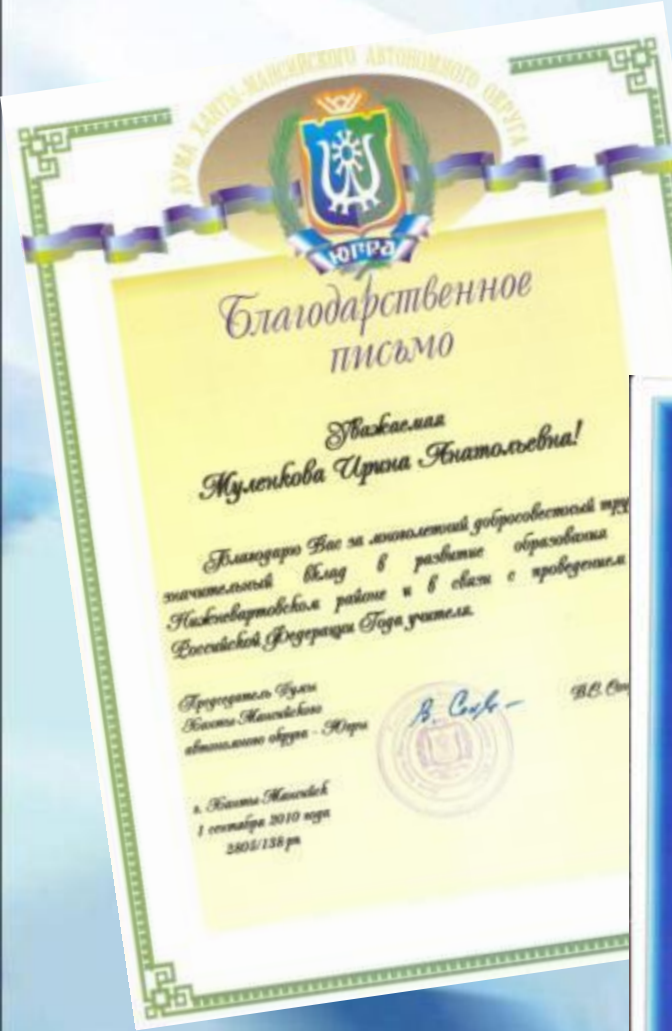 ДУМА ХАНТЫ-МАНСИЙСКОГО АВТОНОМНОГО ОКРУГА
ЮГРА
Благодарственное
письмо
Уважаемая
Муленкова Ирина Анатольевна!
Благодарю Вас за многолетний добросовестный тру
значительный вклад в развитие образования
Нижневартовском районе и в связи с проведением
Российской Федерации Года учителя.
Председатель Думы
Ханты-Мансийского
автономного округа - Югры
В.С.
г. Ханты-Мансийск
1 сентября 2010 года
2805/138 рп